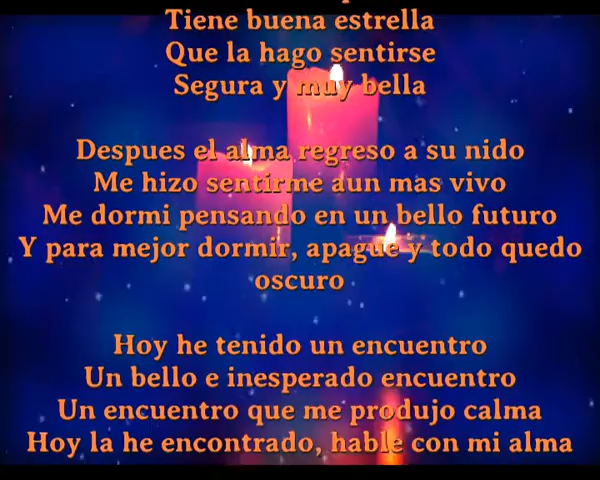 Tiene buena estrella
Que la hago sentirse
Segura y muy bella
Despues el alma regreso a su nido
Me hizo sentirme aun mas vivo
Me dormi pensando en un bello futuro
Y para mejor dormir, apague y todo quedo
oscuro
Hoy he tenido un encuentro
Un bello e inesperado encuentro
Un encuentro que me produjo calma
Hoy la he encontrado, hable con mi alma